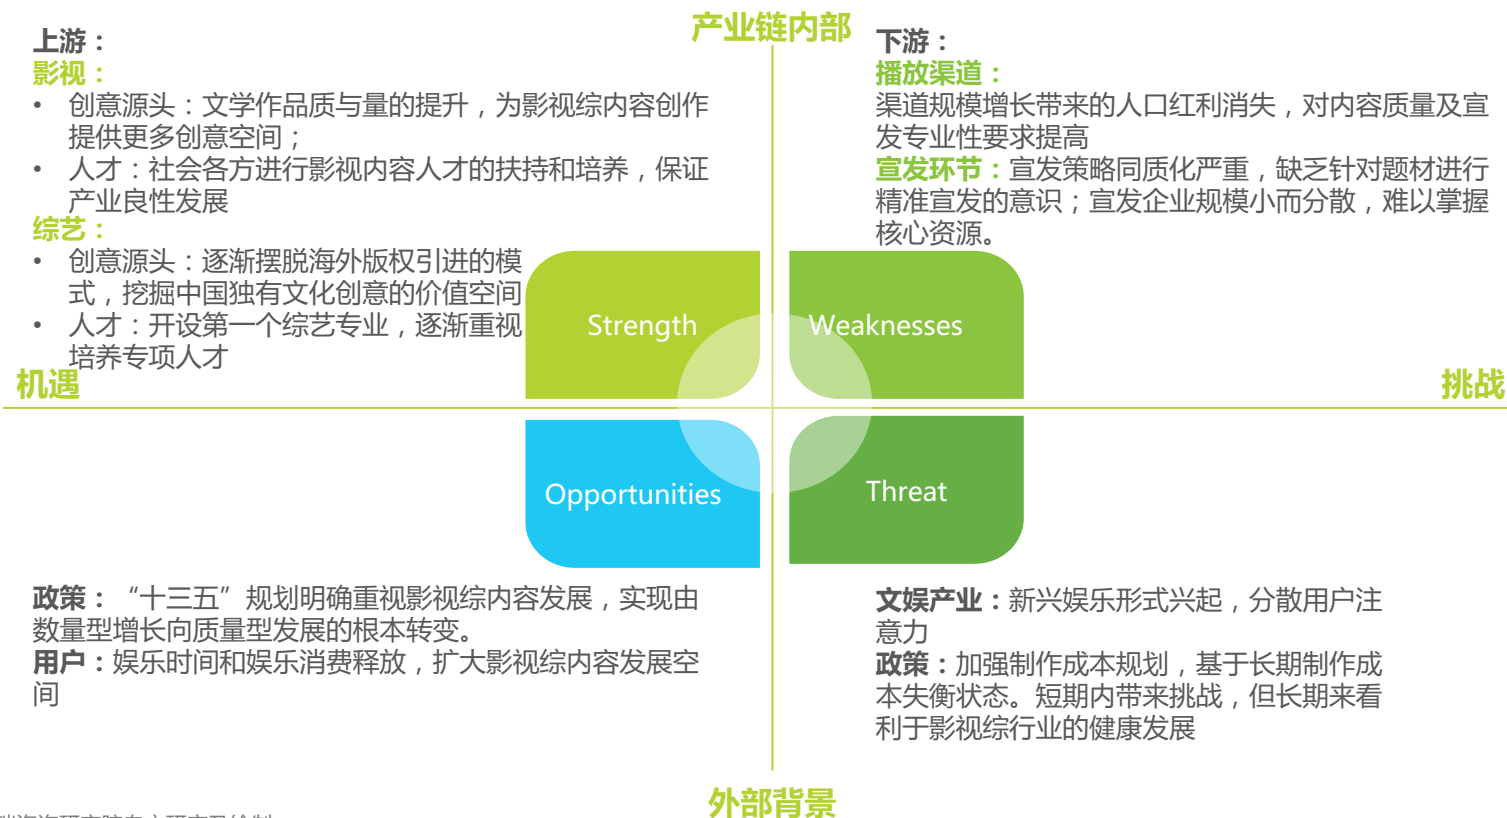 产业链内部
上游：
影视：
• 创意源头：文学作品质与量的提升，为影视综内容创作
提供更多创意空间；
• 人才：社会各方进行影视内容人才的扶持和培养，保证
产业良性发展
综艺：
• 创意源头：逐渐摆脱海外版权引进的模
式，挖掘中国独有文化创意的价值空间
• 人才：开设第一个综艺专业，逐渐重视
培养专项人才
下游：
播放渠道：
渠道规模增长带来的人口红利消失，对内容质量及宣
发专业性要求提高
宣发环节：宣发策略同质化严重，缺乏针对题材进行
精准宣发的意识；宣发企业规模小而分散，难以掌握
核心资源。
Strength
Weaknesses
机遇
挑战
Opportunities
Threat
政策：“十三五”规划明确重视影视综内容发展，实现由
数量型增长向质量型发展的根本转变。
用户：娱乐时间和娱乐消费释放，扩大影视综内容发展空
间
文娱产业：新兴娱乐形式兴起，分散用户注
意力
政策：加强制作成本规划，基于长期制作成
本失衡状态。短期内带来挑战，但长期来看
利于影视综行业的健康发展
外部背景